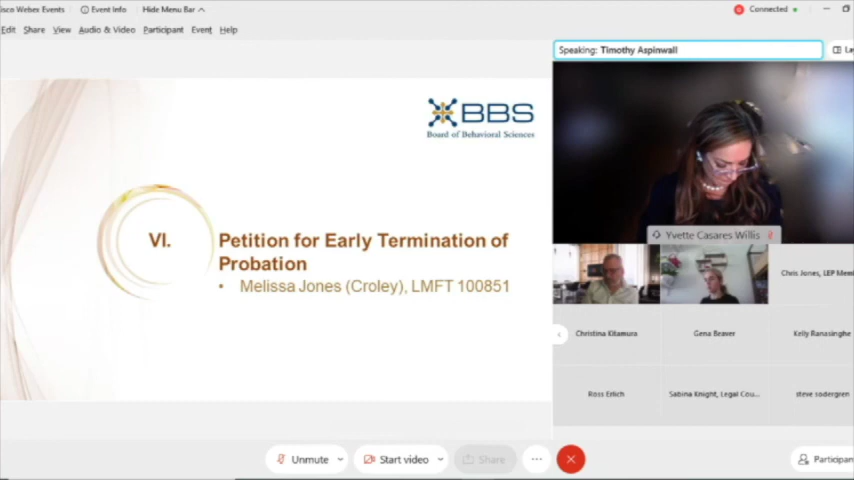 isco Webex Events Event Info Hide Menu Bar Connected
Edit Share View Audio & Video Participant Event Help
Speaking: Timothy Aspinwall
BBS
Board of Behavioral Sciences
VI.
Petition for Early Termination of
Probation
• Melissa Jones (Croley), LMFT 100851
Yvette Casares Willis
Chris Jones, LEP Mem
Christina Kitamura Gena Beaver Kelly Ranasinghe
Ross Erlich Sabina Knight, Legal Cou... steve sodergren
Unmute Start video Share Participan